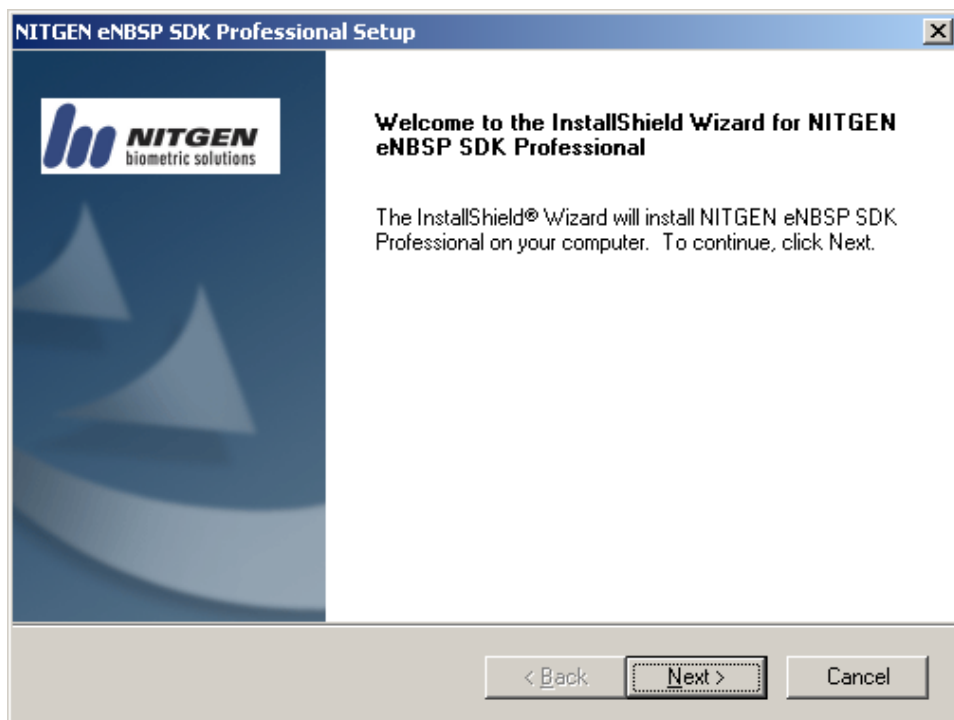 NITGEN eNBSP SDK Professional Setup
NITGEN
biometric solutions
Welcome to the InstallShield Wizard for NITGEN
eNBSP SDK Professional
The InstallShield® Wizard will install NITGEN eNBSP SDK
Professional on your computer. To continue, click Next.
< Back
Next >
Cancel